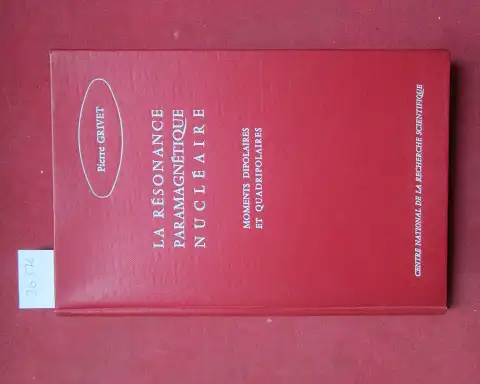 Pierre GRIVET
LA RÉSONANCE
PARAMAGNÉTIQUE
NUCLÉAIRE
MOMENTS DIPOLAIRES
ET QUADRIPOLAIRES
CENTRE NATIONAL DE LA RECHERCHE SCIENTIFIQUE